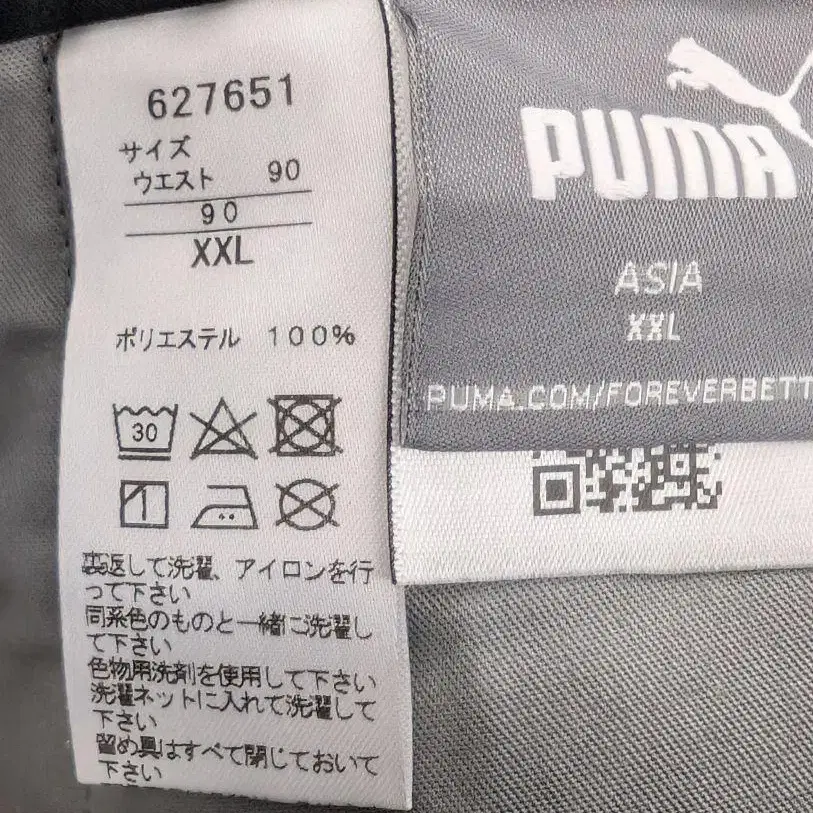 627651
サイズ
ウエスト 90
90
XXL
ポリエステル 100%
30
裏返して洗濯、アイロンを行
って下さい
同系色のものと一緒に洗濯し
て下さい
色物用洗剤を使用して下さい
洗濯ネットに入れて洗濯して
下さい
留め具はすべて閉じておいて
下さい
PUMA
ASIA
XXL
PUMA.COM/FOREVERBETT